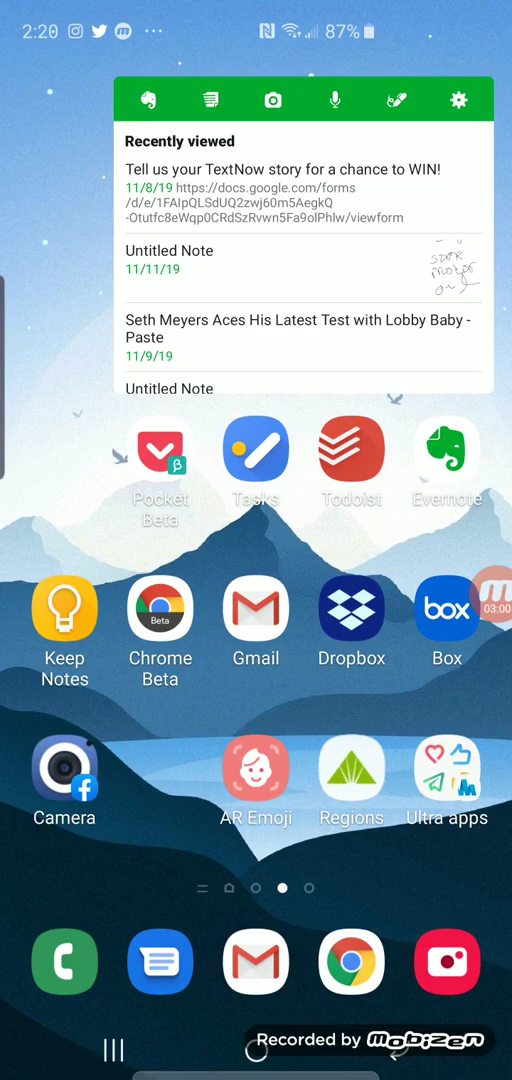 2:20
87%
Recently viewed
Tell us your TextNow story for a chance to WIN!
11/8/19 https://docs.google.com/forms
/d/e/1FAIpQLSdUQ2zwj60m5AegkQ
-Otutfc8eWqp0CRdSzRvwn5Fa9olPhlw/viewform
Untitled Note
11/11/19
motor
Seth Meyers Aces His Latest Test with Lobby Baby -
Paste
11/9/19
Untitled Note
β
Pocket
Beta
Tasks
Todoist
Evernote
Beta
box
03:00
Keep
Notes
Chrome
Beta
Gmail
Dropbox
Box
Camera
AR Emoji
Regions
Ultra apps
Recorded by Mobizen